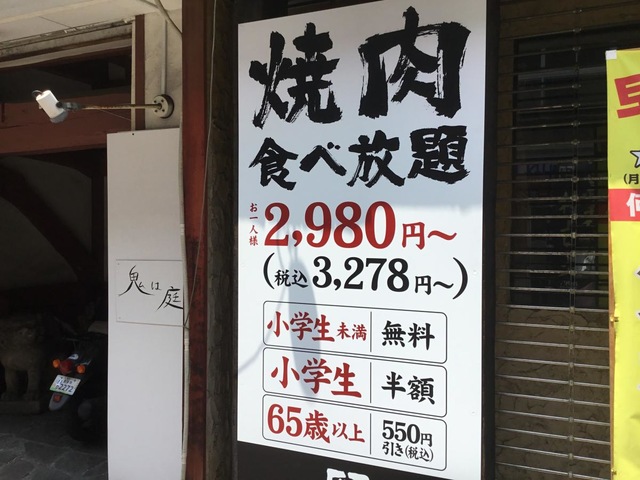 焼肉
食べ放題
お一人様
2,980円～
(税込3,278円～)
小学生未満 無料
小学生 半額
65歳以上 550円
引き(税込)
鬼は庭